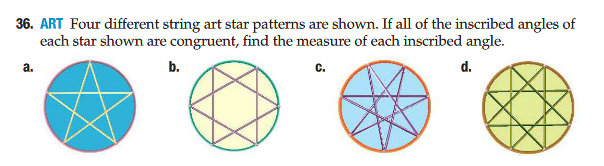 36. ART Four different string art star patterns are shown. If all of the inscribed angles of
each star shown are congruent, find the measure of each inscribed angle.
a. b. c. d.